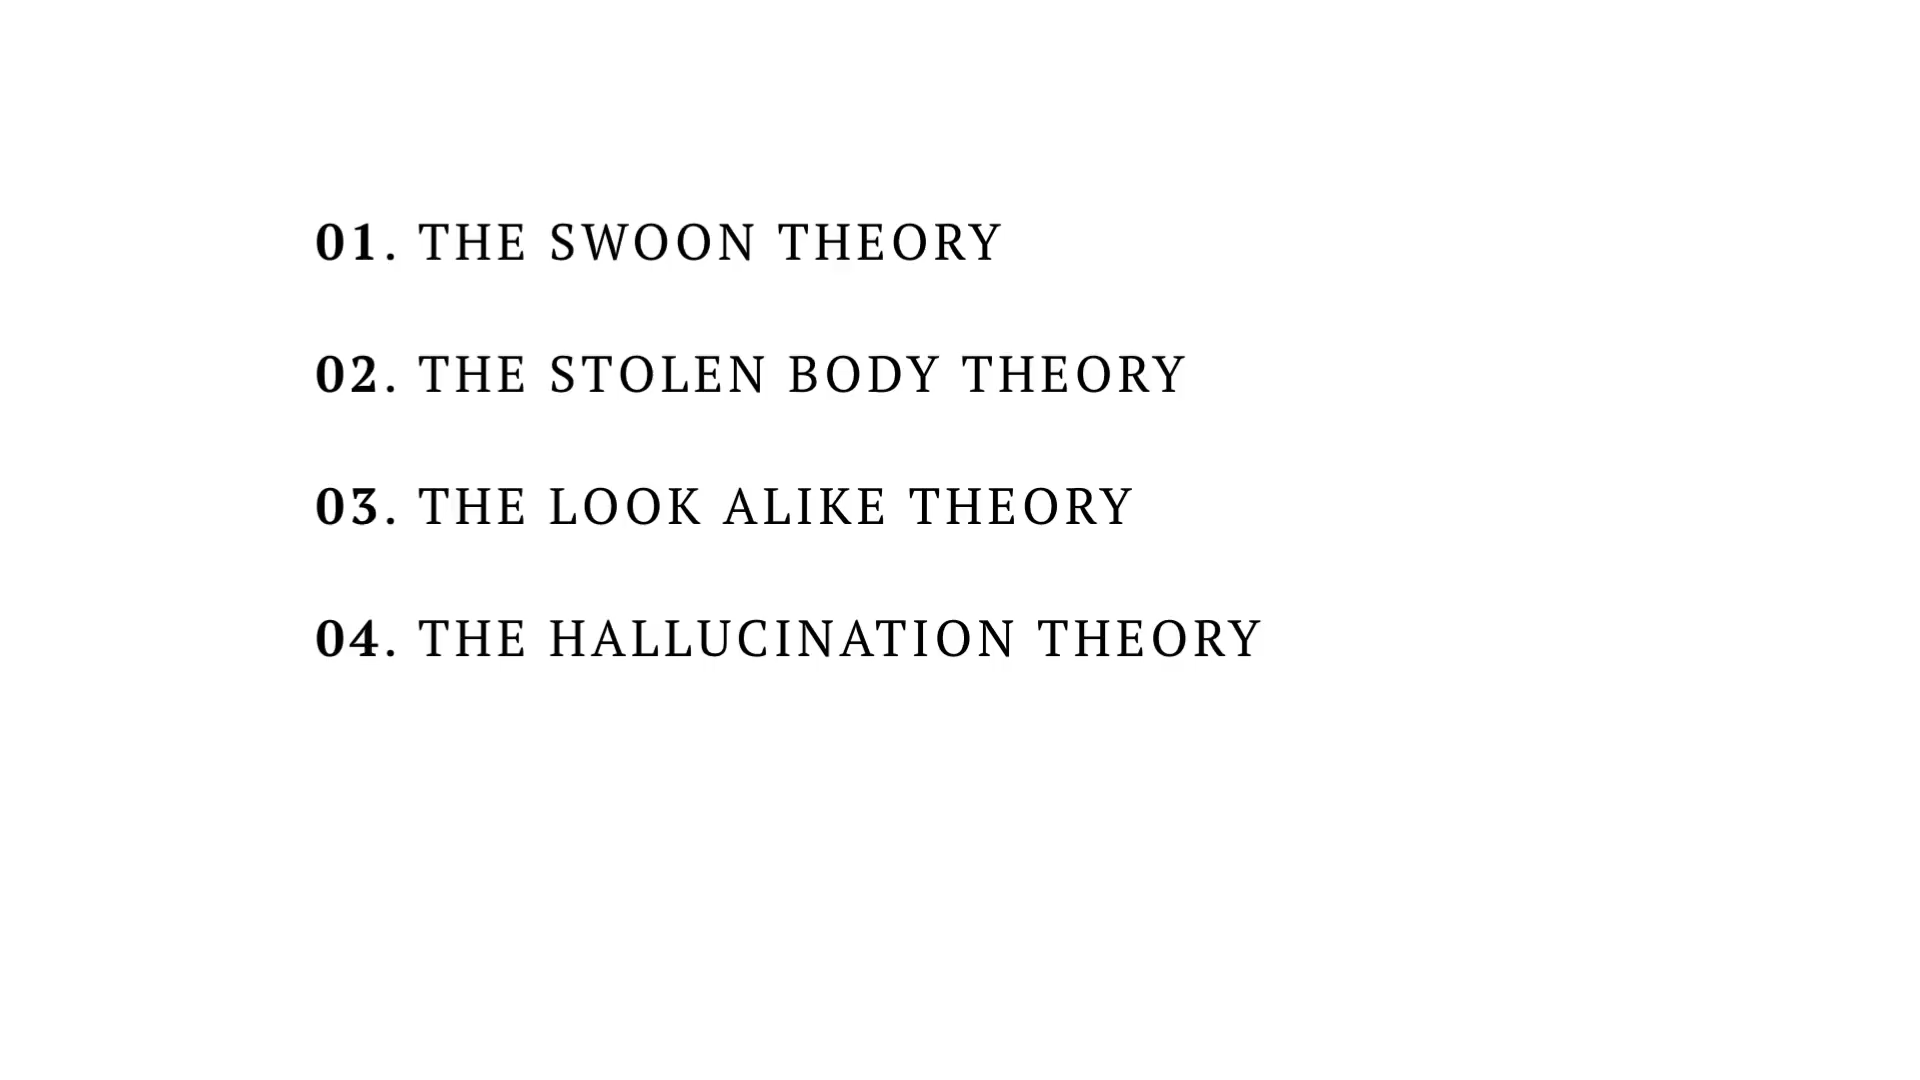 01. THE SWOON THEORY
02. THE STOLEN BODY THEORY
03. THE LOOK ALIKE THEORY
04. THE HALLUCINATION THEORY